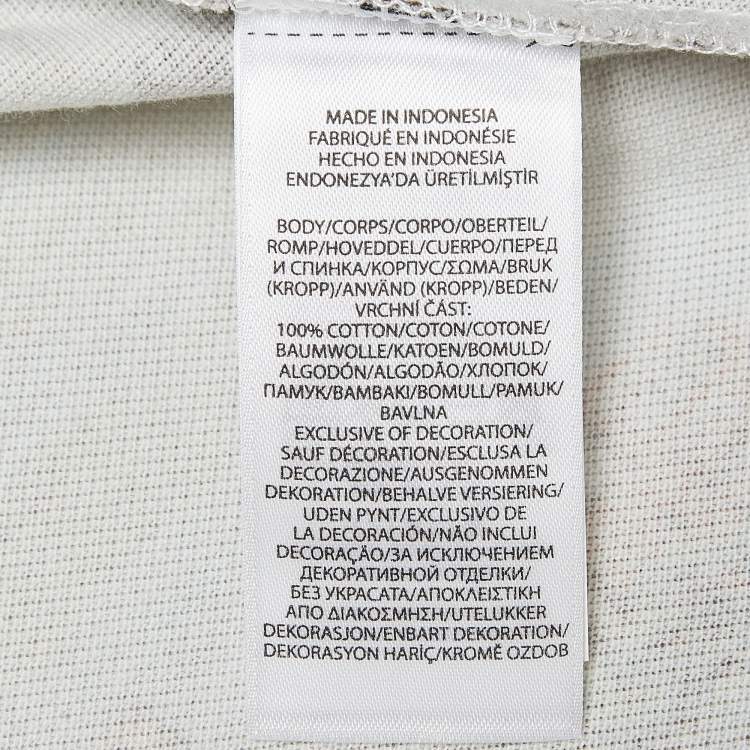 MADE IN INDONESIA
FABRIQUÉ EN INDONÉSIE
HECHO EN INDONESIA
ENDONEZYA'DA ÜRETİLMİŞTİR
BODY/CORPS/CORPO/OBERTEIL/
ROMP/HOVEDDEL/CUERPO/ПЕРЕД
И СПИНКА/КОРПУС/ΣΩΜΑ/BRUK
(KROPP)/ANVÄND (KROPP)/BEDEN/
VRCHNÍ ČÁST:
100% COTTON/COTON/COTONE/
BAUMWOLLE/KATOEN/BOMULD/
ALGODÓN/ALGODÃO/ХЛОПОК/
ПАМУК/ΒΑΜΒΑΚΙ/BOMULL/PAMUK/
BAVLNA
EXCLUSIVE OF DECORATION/
SAUF DÉCORATION/ESCLUSA LA
DECORAZIONE/AUSGENOMMEN
DEKORATION/BEHALVE VERSIERING/
UDEN PYNT/EXCLUSIVO DE
LA DECORACIÓN/NÃO INCLUI
DECORAÇÃO/ЗА ИСКЛЮЧЕНИЕМ
ДЕКОРАТИВНОЙ ОТДЕЛКИ/
БЕЗ УКРАСАТА/ΑΠΟΚΛΕΙΣΤΙΚΗ
ΑΠΟ ΔΙΑΚΟΣΜΗΣΗ/UTELUKKER
DEKORASJON/ENBART DEKORATION/
DEKORASYON HARİÇ/KROMĚ OZDOB